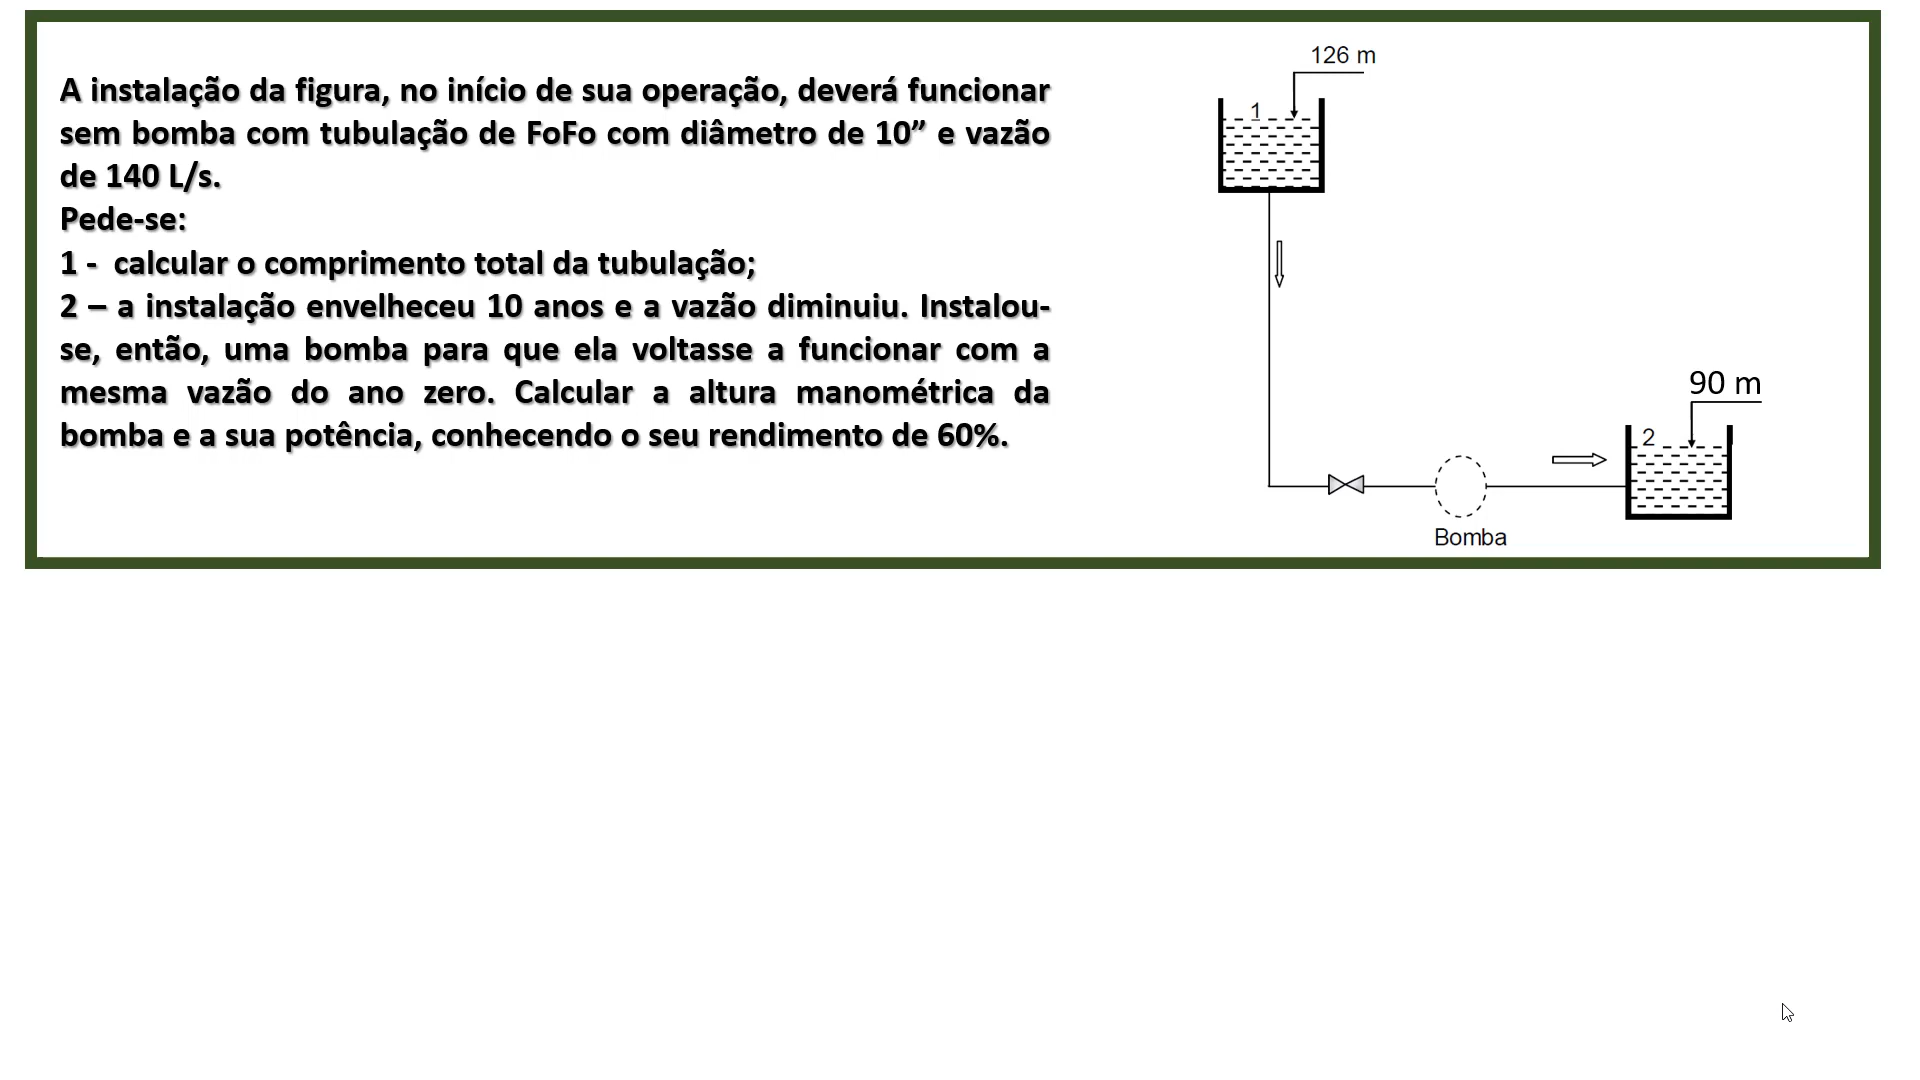 A instalação da figura, no início de sua operação, deverá funcionar
sem bomba com tubulação de FoFo com diâmetro de 10” e vazão
de 140 L/s.
Pede-se:
1 - calcular o comprimento total da tubulação;
2 – a instalação envelheceu 10 anos e a vazão diminuiu. Instalou-
se, então, uma bomba para que ela voltasse a funcionar com a
mesma vazão do ano zero. Calcular a altura manométrica da
bomba e a sua potência, conhecendo o seu rendimento de 60%.
126 m
1
90 m
2
Bomba